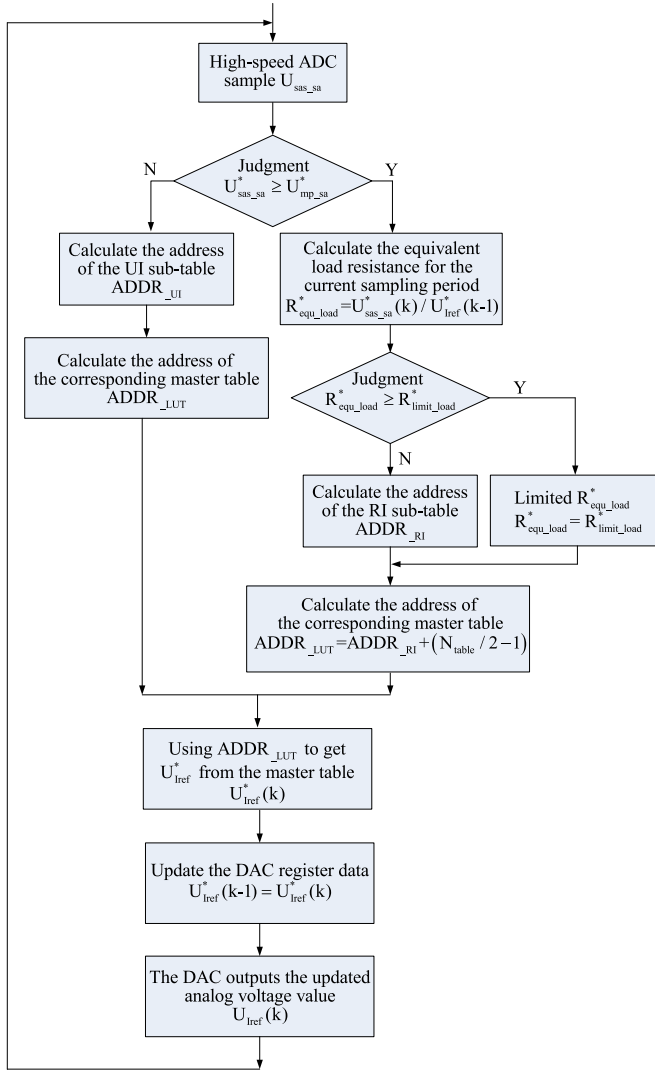 High-speed ADC
sample U_sas_sa
Judgment
U*_sas_sa ≥ U*_mp_sa
N
Y
Calculate the address
of the UI sub-table
ADDR_UI
Calculate the equivalent
load resistance for the
current sampling period
R*_equ_load=U*_sas_sa(k) / U*_Iref(k-1)
Calculate the address of
the corresponding master table
ADDR_LUT
Judgment
R*_equ_load ≥ R*_limit_load
Y
N
Calculate the address
of the RI sub-table
ADDR_RI
Limited R*_equ_load
R*_equ_load = R*_limit_load
Calculate the address of
the corresponding master table
ADDR_LUT=ADDR_RI+(N_table / 2−1)
Using ADDR_LUT to get
U*_Iref from the master table
U*_Iref(k)
Update the DAC register data
U*_Iref(k-1) = U*_Iref(k)
The DAC outputs the updated
analog voltage value
U_Iref(k)